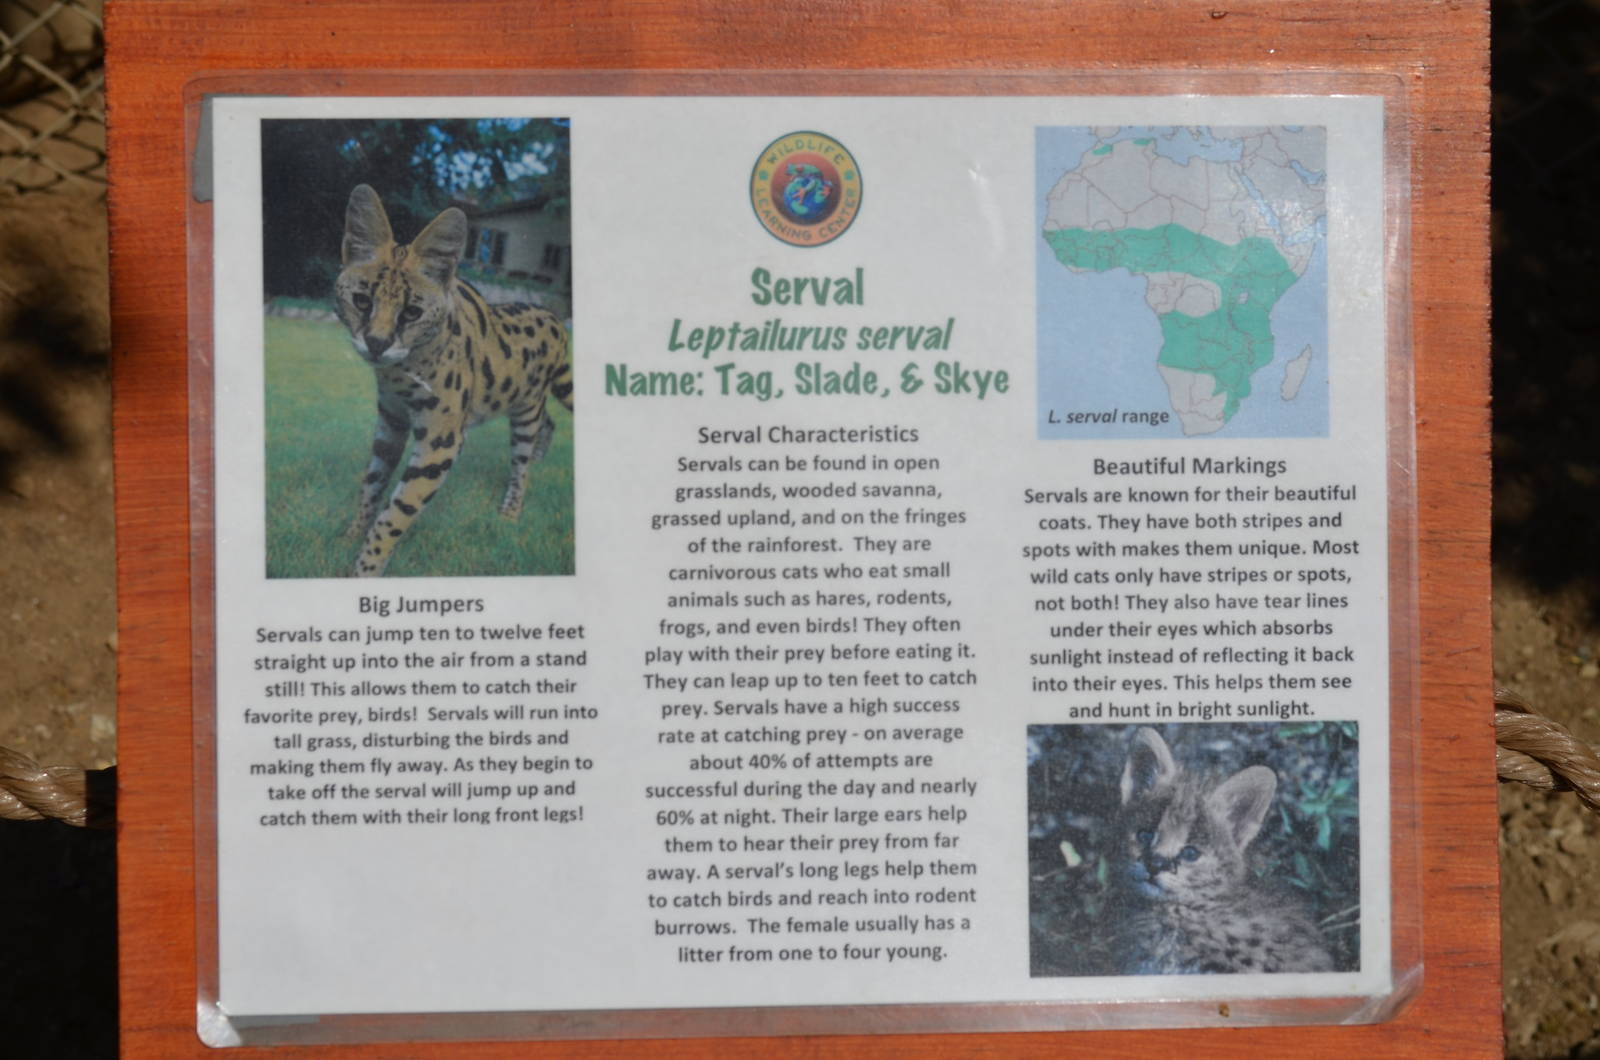 WILDLIFE
LEARNING CENTER
Serval
Leptailurus serval
Name: Tag, Slade, & Skye
Big Jumpers
Servals can jump ten to twelve feet
straight up into the air from a stand
still! This allows them to catch their
favorite prey, birds! Servals will run into
tall grass, disturbing the birds and
making them fly away. As they begin to
take off the serval will jump up and
catch them with their long front legs!
Serval Characteristics
Servals can be found in open
grasslands, wooded savanna,
grassed upland, and on the fringes
of the rainforest. They are
carnivorous cats who eat small
animals such as hares, rodents,
frogs, and even birds! They often
play with their prey before eating it.
They can leap up to ten feet to catch
prey. Servals have a high success
rate at catching prey - on average
about 40% of attempts are
successful during the day and nearly
60% at night. Their large ears help
them to hear their prey from far
away. A serval's long legs help them
to catch birds and reach into rodent
burrows. The female usually has a
litter from one to four young.
L. serval range
Beautiful Markings
Servals are known for their beautiful
coats. They have both stripes and
spots with makes them unique. Most
wild cats only have stripes or spots,
not both! They also have tear lines
under their eyes which absorbs
sunlight instead of reflecting it back
into their eyes. This helps them see
and hunt in bright sunlight.